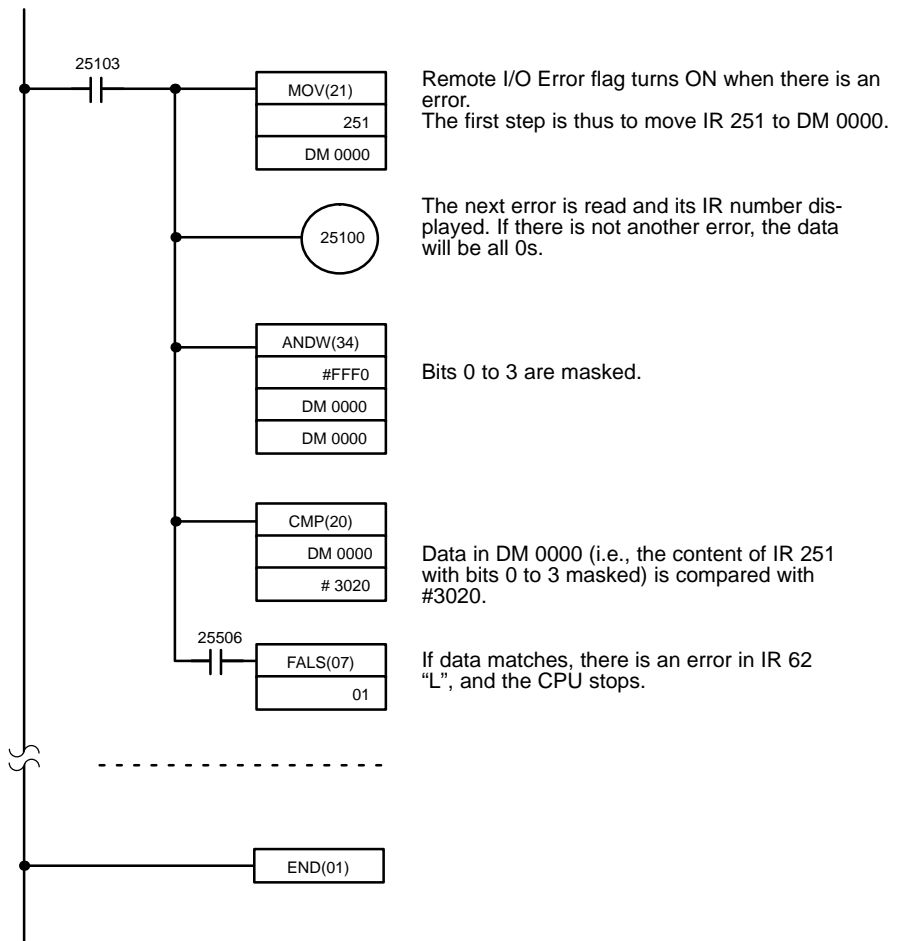 25103
MOV(21)
251
DM 0000
Remote I/O Error flag turns ON when there is an
error.
The first step is thus to move IR 251 to DM 0000.
25100
The next error is read and its IR number dis-
played. If there is not another error, the data
will be all 0s.
ANDW(34)
#FFF0
DM 0000
DM 0000
Bits 0 to 3 are masked.
CMP(20)
DM 0000
# 3020
Data in DM 0000 (i.e., the content of IR 251
with bits 0 to 3 masked) is compared with
#3020.
25506
FALS(07)
01
If data matches, there is an error in IR 62
“L”, and the CPU stops.
END(01)